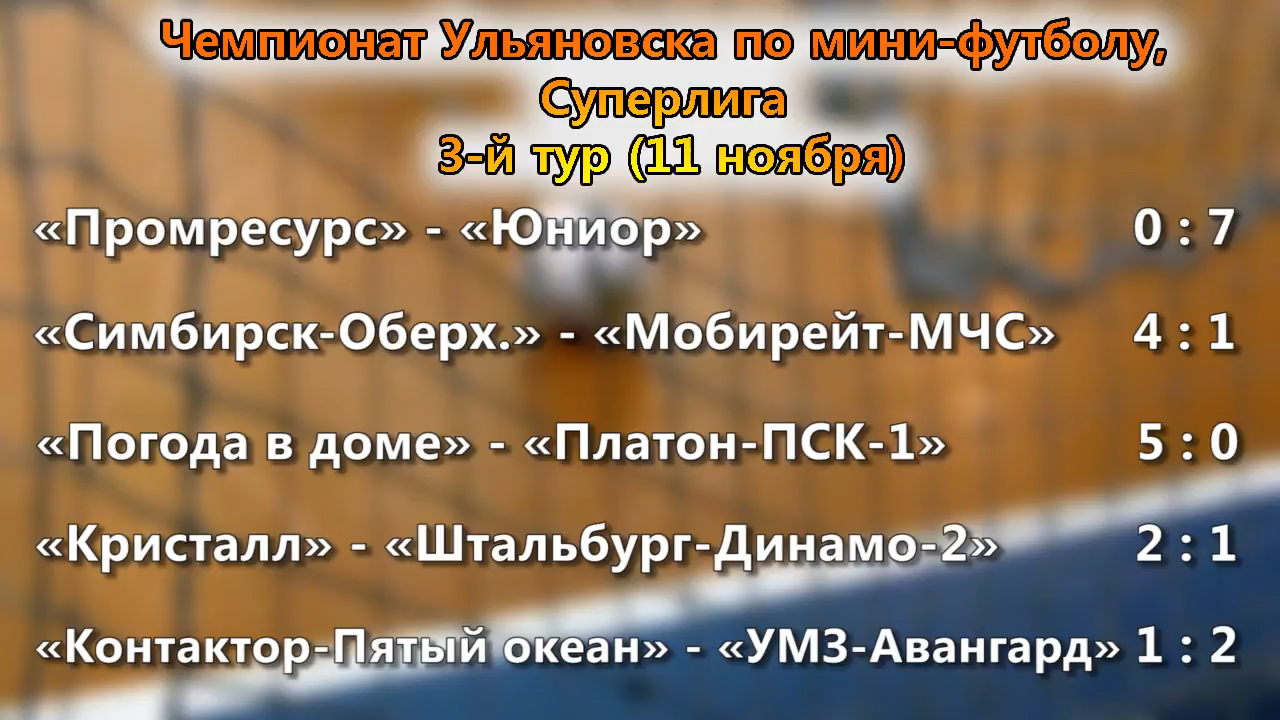 Чемпионат Ульяновска по мини-футболу,
Суперлига
3-й тур (11 ноября)
«Промресурс» - «Юниор» 0 : 7
«Симбирск-Оберх.» - «Мобирейт-МЧС» 4 : 1
«Погода в доме» - «Платон-ПСК-1» 5 : 0
«Кристалл» - «Штальбург-Динамо-2» 2 : 1
«Контактор-Пятый океан» - «УМЗ-Авангард» 1 : 2